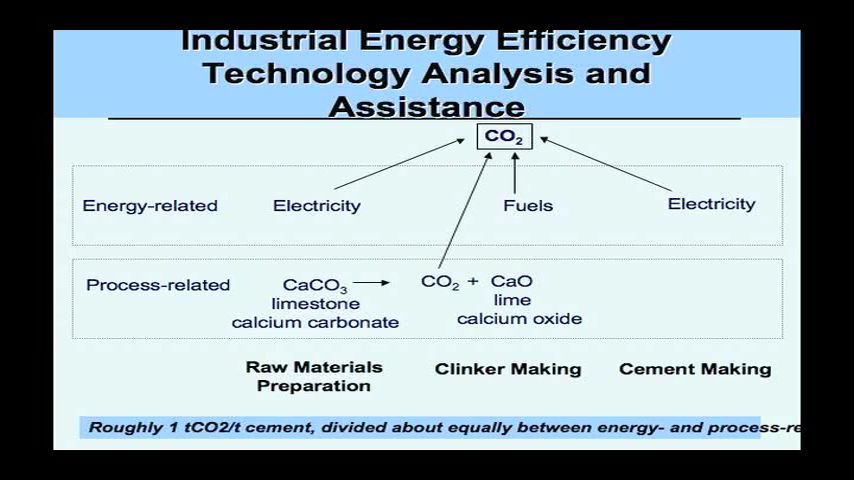 Industrial Energy Efficiency
Technology Analysis and
Assistance
CO₂
Energy-related Electricity Fuels Electricity
Process-related CaCO₃ CO₂ + CaO
limestone lime
calcium carbonate calcium oxide
Raw Materials
Preparation
Clinker Making
Cement Making
Roughly 1 tCO2/t cement, divided about equally between energy- and process-re